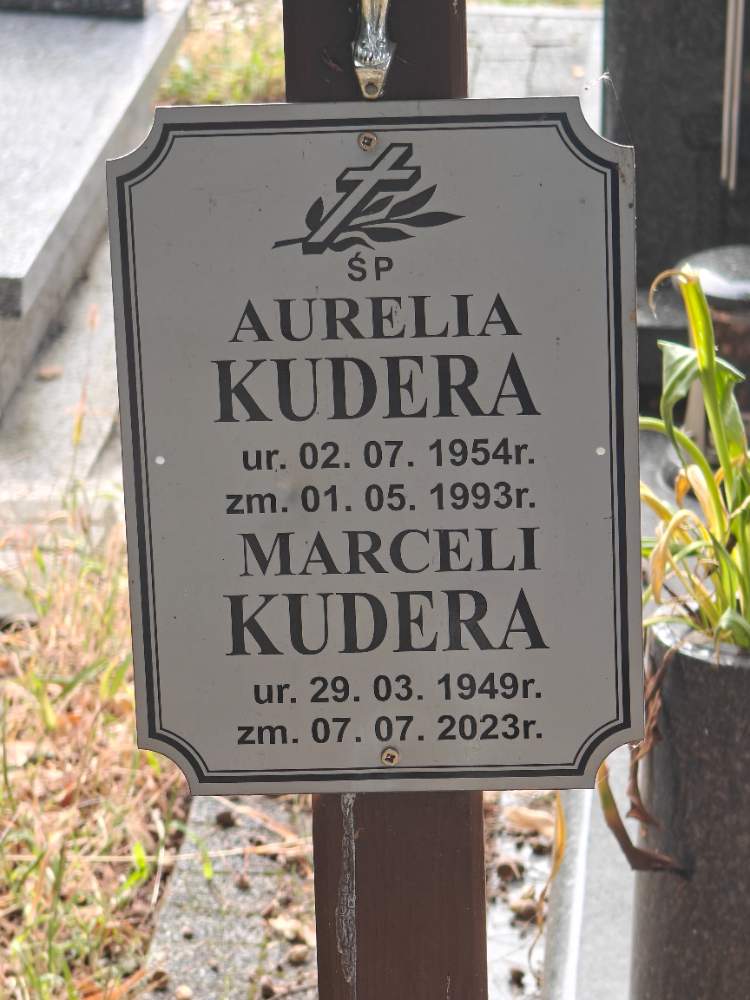 ŚP
AURELIA
KUDERA
ur. 02. 07. 1954r.
zm. 01. 05. 1993r.
MARCELI
KUDERA
ur. 29. 03. 1949r.
zm. 07. 07. 2023r.